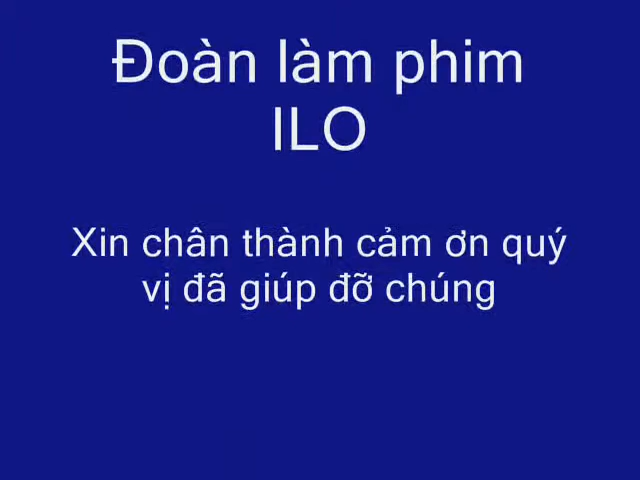 Đoàn làm phim
ILO
Xin chân thành cảm ơn quý
vị đã giúp đỡ chúng